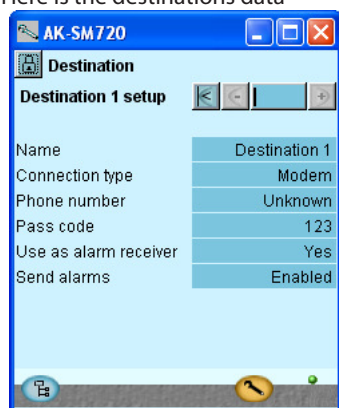 Here is the destinations data
AK-SM720
Destination
Destination 1 setup
Name Destination 1
Connection type Modem
Phone number Unknown
Pass code 123
Use as alarm receiver Yes
Send alarms Enabled